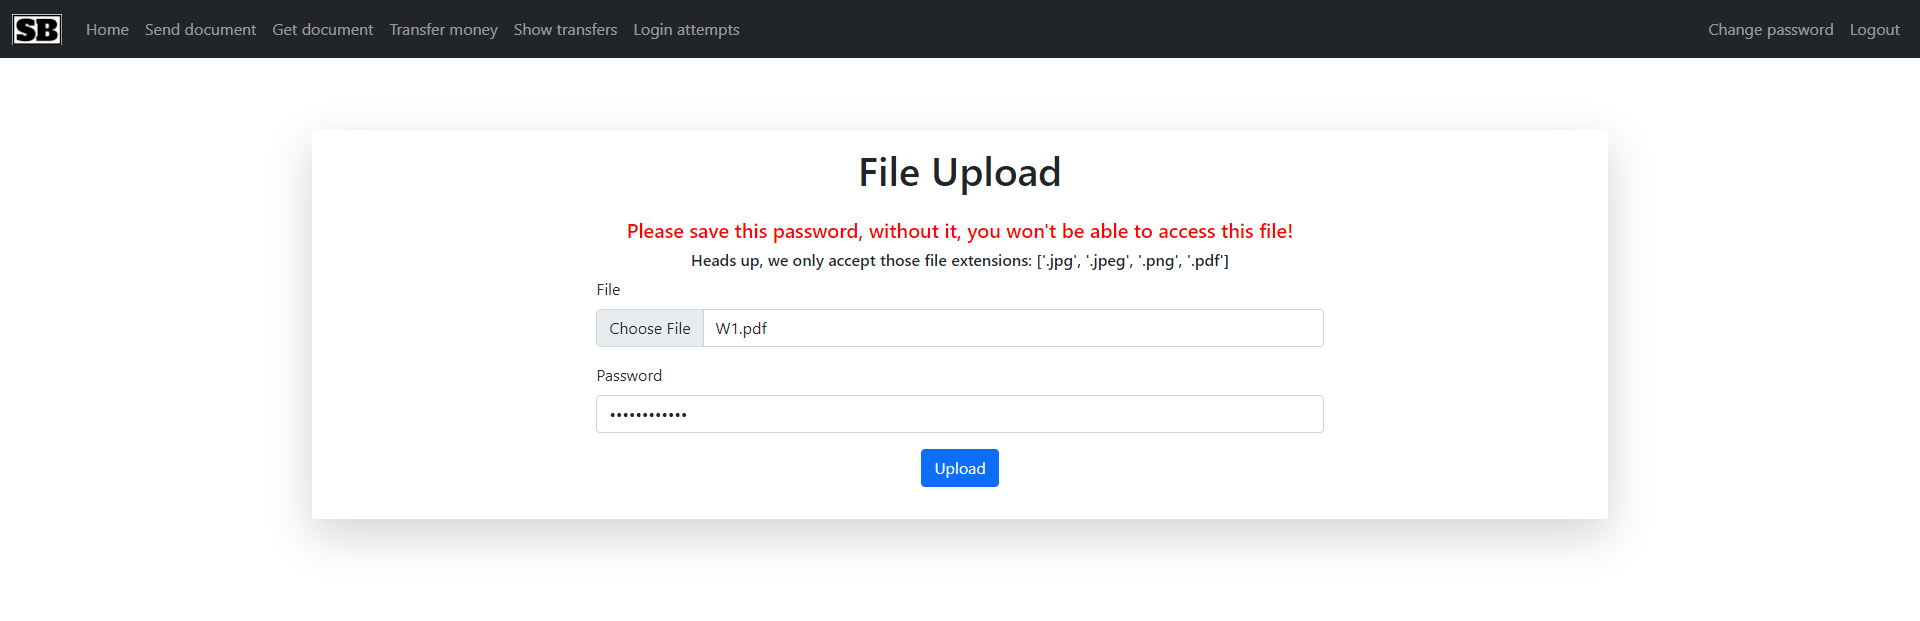 SB Home Send document Get document Transfer money Show transfers Login attempts Change password Logout
File Upload
Please save this password, without it, you won't be able to access this file!
Heads up, we only accept those file extensions: ['.jpg', '.jpeg', '.png', '.pdf']
File
Choose File W1.pdf
Password
••••••••••••
Upload